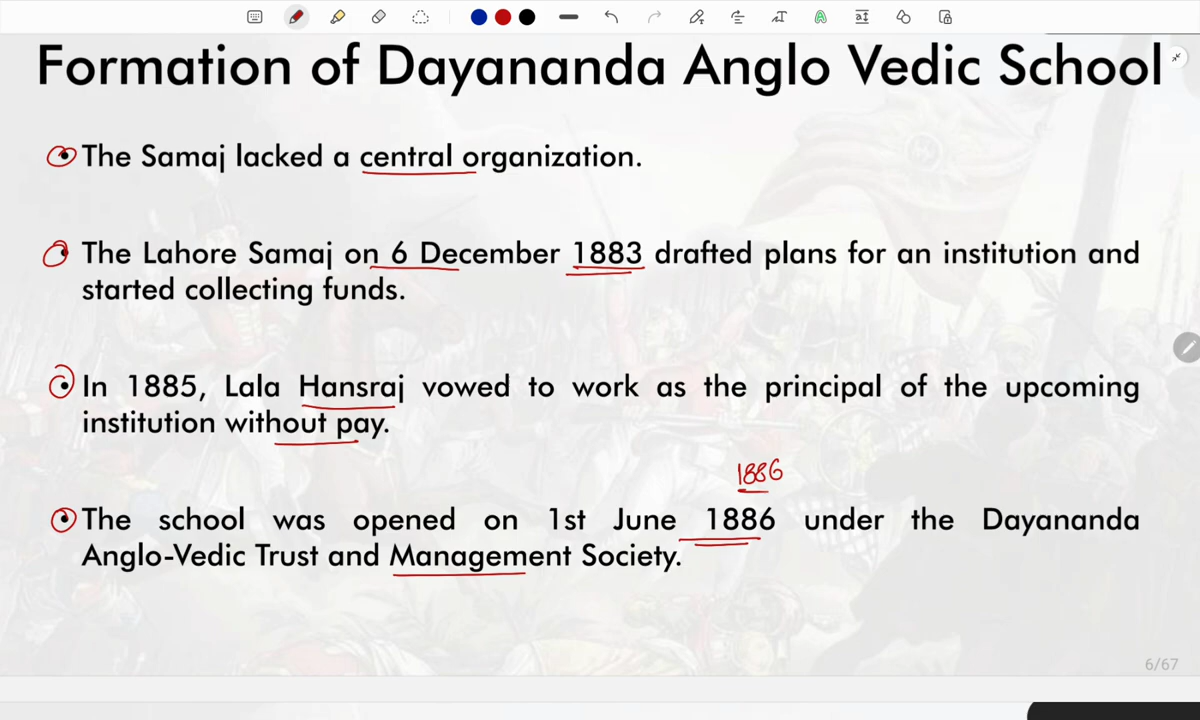 Formation of Dayananda Anglo Vedic School
The Samaj lacked a central organization.
The Lahore Samaj on 6 December 1883 drafted plans for an institution and
started collecting funds.
In 1885, Lala Hansraj vowed to work as the principal of the upcoming
institution without pay.
1886
The school was opened on 1st June 1886 under the Dayananda
Anglo-Vedic Trust and Management Society.
6/67